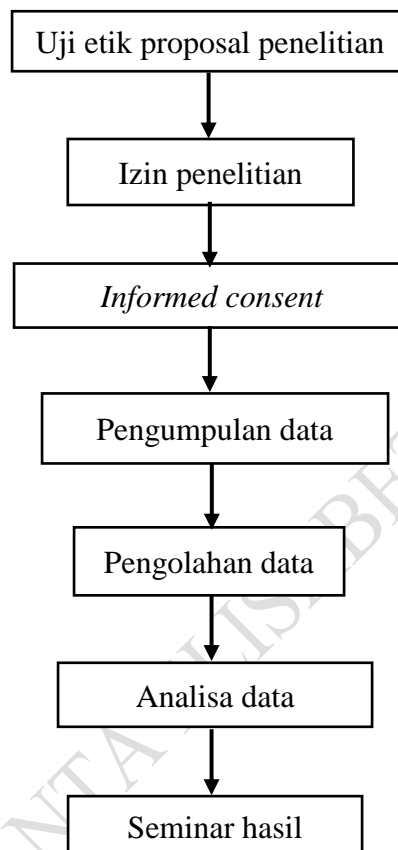 Uji etik proposal penelitian
Izin penelitian
Informed consent
Pengumpulan data
Pengolahan data
Analisa data
Seminar hasil